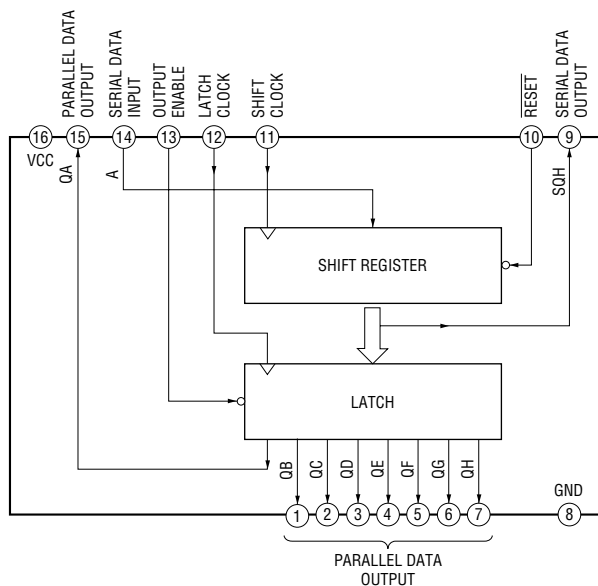 PARALLEL DATA
OUTPUT
SERIAL DATA
INPUT
OUTPUT
ENABLE
LATCH
CLOCK
SHIFT
CLOCK
RESET
SERIAL DATA
OUTPUT
16
15
14
13
12
11
10
9
VCC
QA
A
SQH
SHIFT REGISTER
LATCH
QB
QC
QD
QE
QF
QG
QH
GND
1
2
3
4
5
6
7
8
PARALLEL DATA
OUTPUT